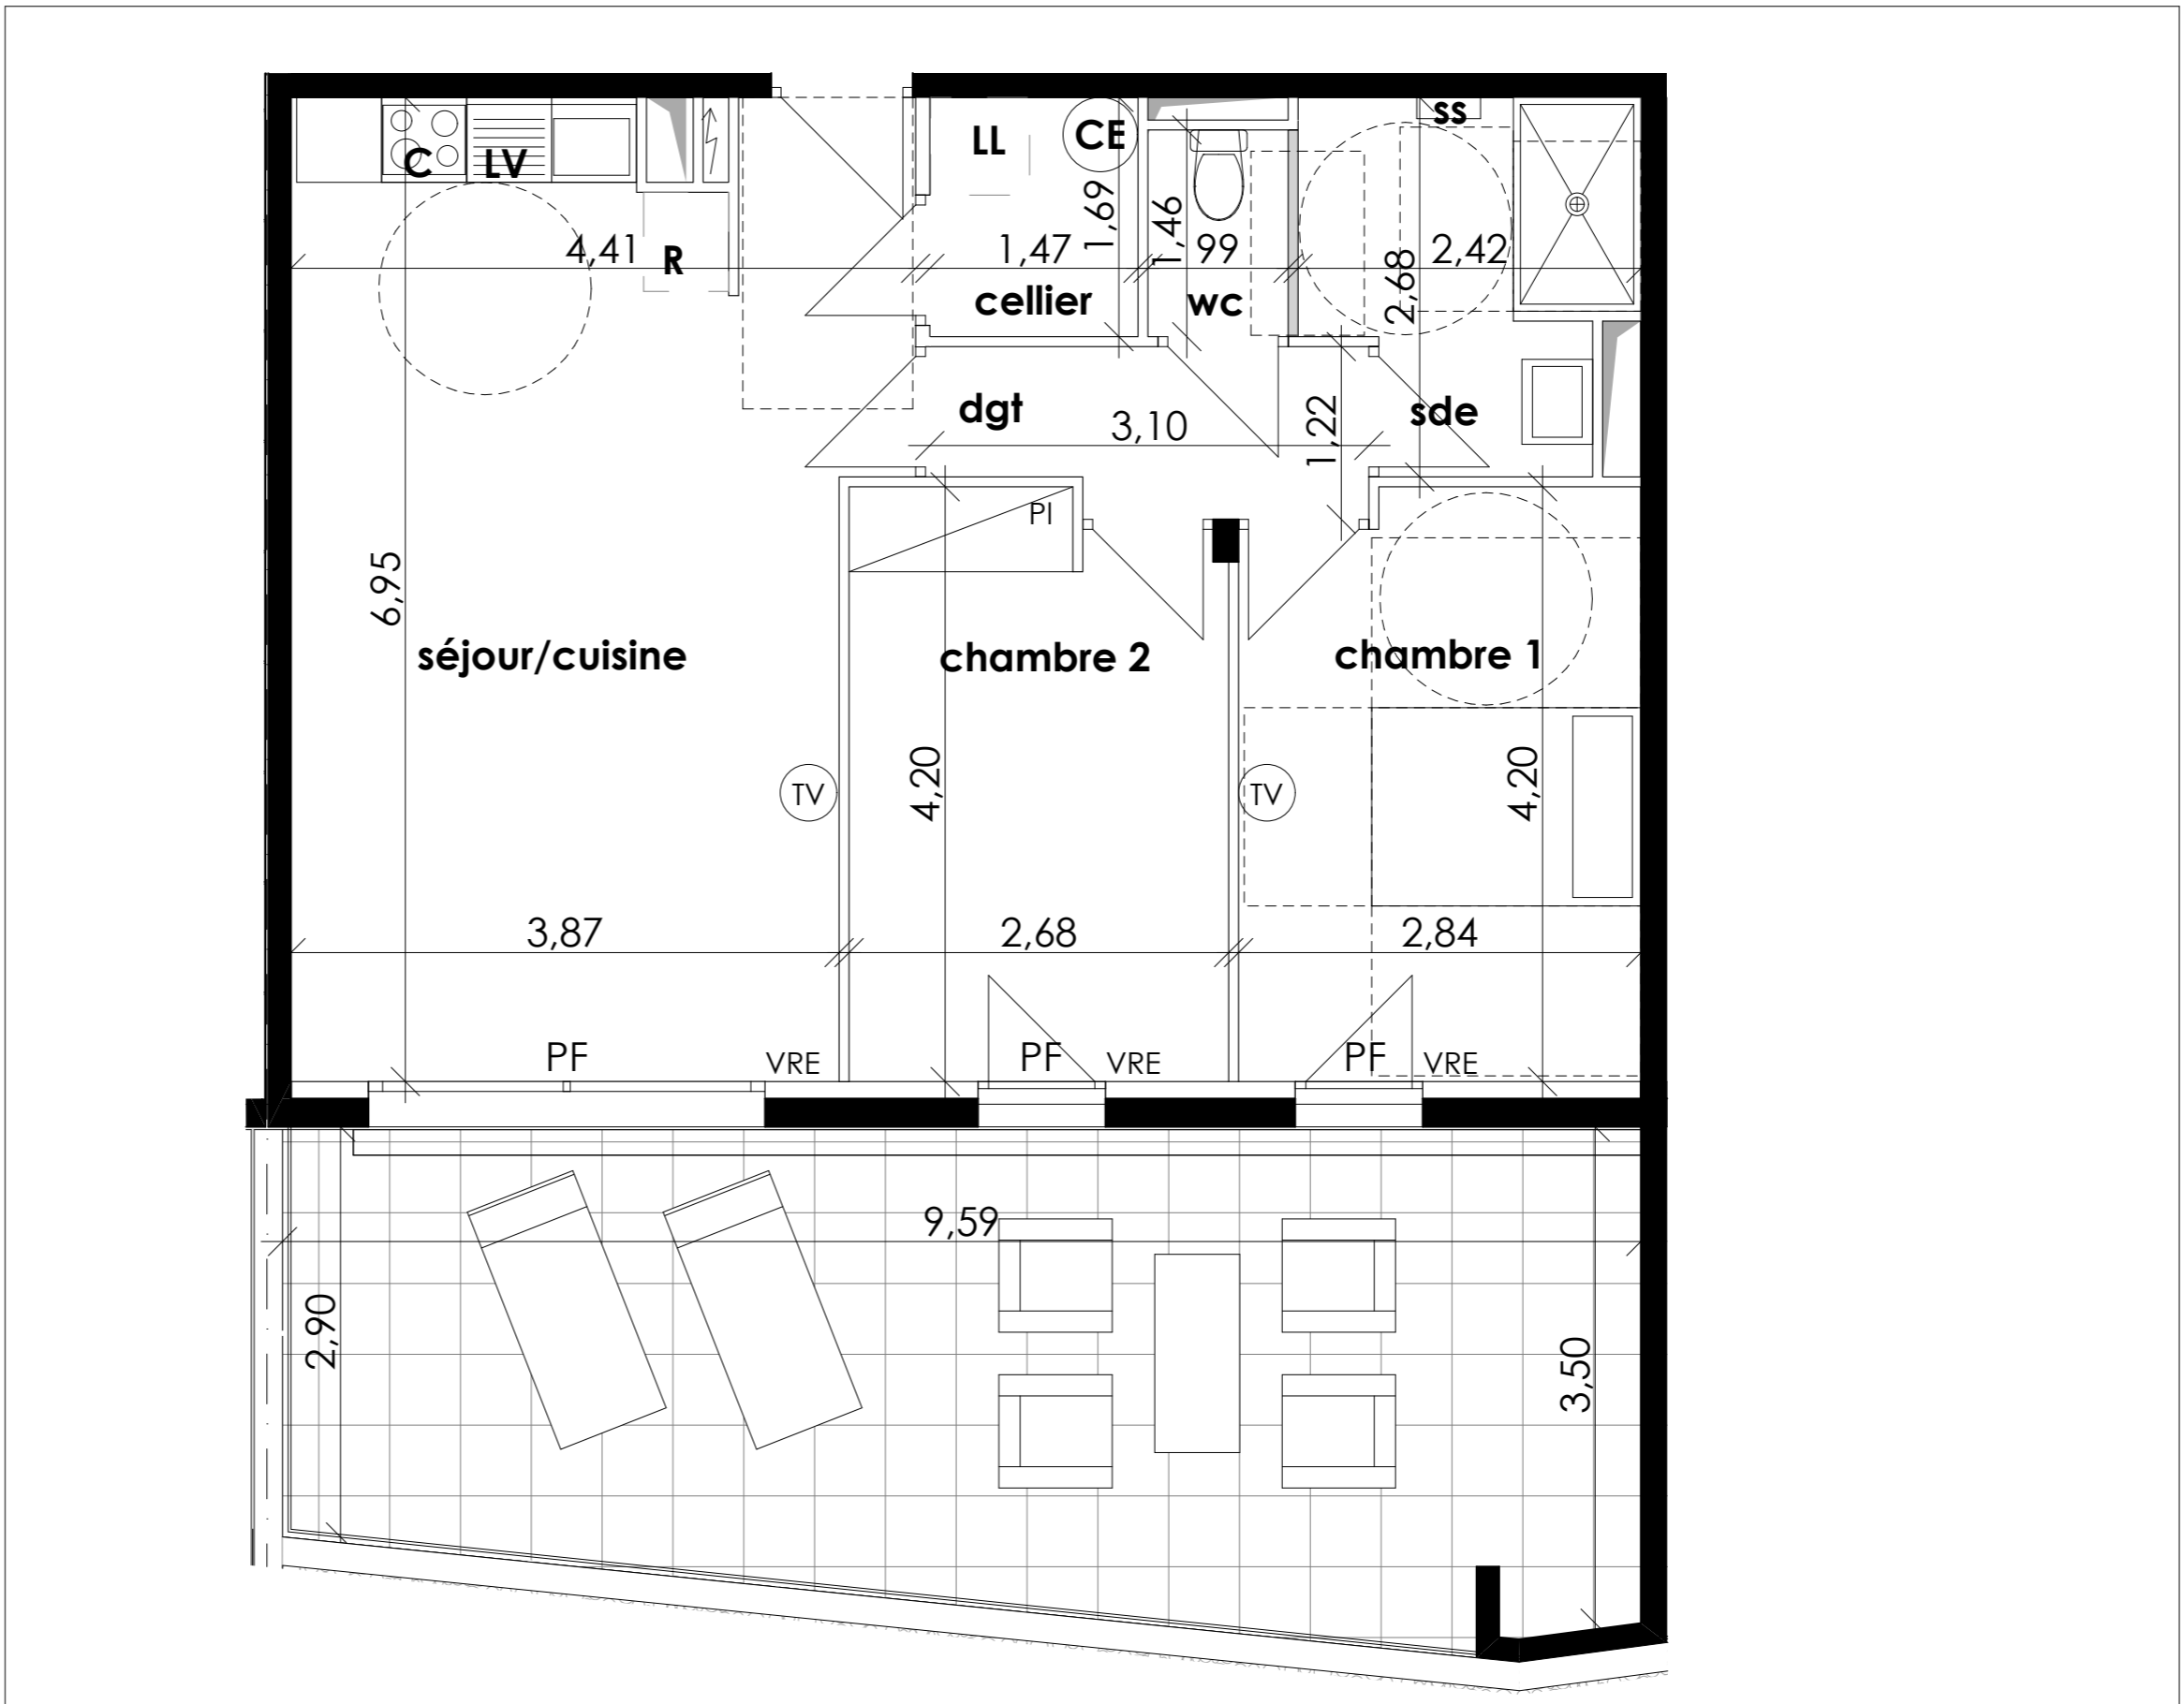 ss
LL
CE
C
LV
1,69
1,46
4,41
R
1,47
99
2,68
2,42
cellier
wc
dgt
3,10
1,22
sde
Pl
6,95
séjour/cuisine
chambre 2
chambre 1
TV
4,20
TV
4,20
3,87
2,68
2,84
PF
VRE
PF
VRE
PF
VRE
9,59
2,90
3,50